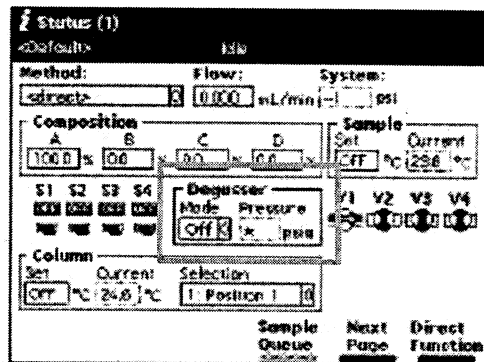 i Status (1)
<Default> Idle
Method: Flow: System:
<direct> 0.000 mL/min psi
Composition Sample
A B C D Set Current
100.0 % 0.0 % 0.0 % 0.0 % Off °C 29.6 °C
S1 S2 S3 S4 V1 V2 V3 V4
Degasser
Mode Pressure
Off * psia
Column
Set Current Selection
Off °C 24.6 °C 1: Position 1
Sample Next Direct
Queue Page Function